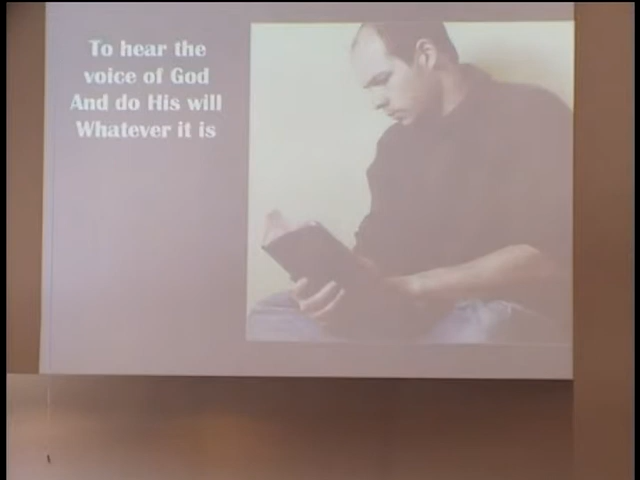 To hear the
voice of God
And do His will
Whatever it is